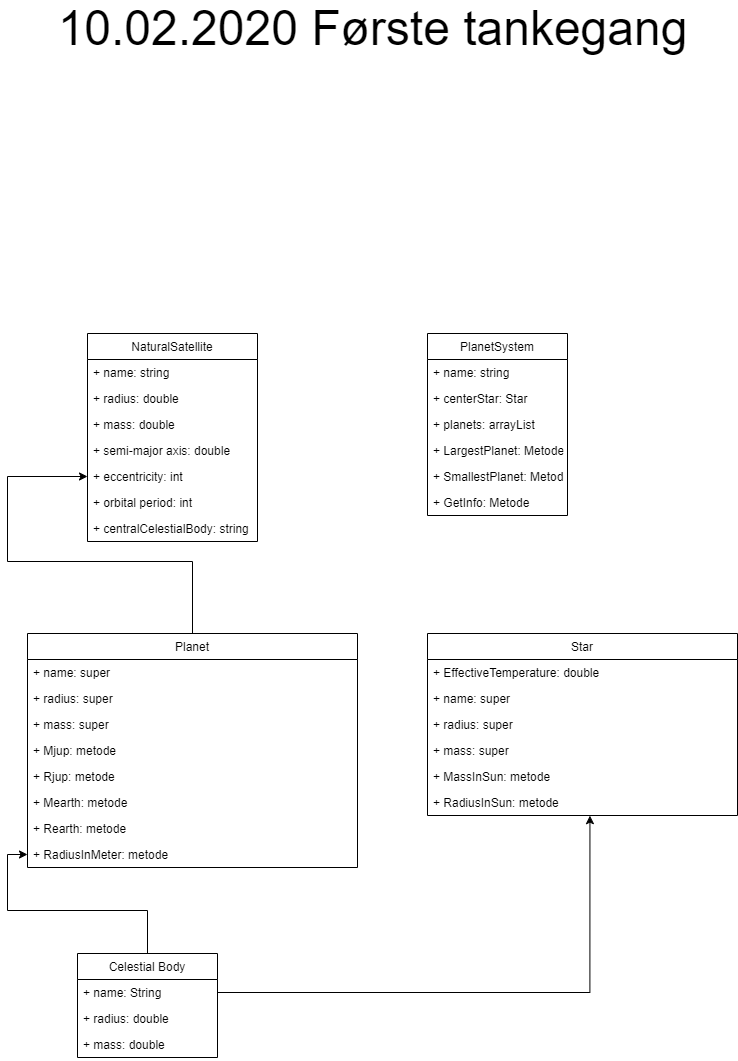 10.02.2020 Første tankegang
NaturalSatellite
+ name: string
+ radius: double
+ mass: double
+ semi-major axis: double
+ eccentricity: int
+ orbital period: int
+ centralCelestialBody: string
PlanetSystem
+ name: string
+ centerStar: Star
+ planets: arrayList
+ LargestPlanet: Metode
+ SmallestPlanet: Metod
+ GetInfo: Metode
Planet
+ name: super
+ radius: super
+ mass: super
+ Mjup: metode
+ Rjup: metode
+ Mearth: metode
+ Rearth: metode
+ RadiusInMeter: metode
Star
+ EffectiveTemperature: double
+ name: super
+ radius: super
+ mass: super
+ MassInSun: metode
+ RadiusInSun: metode
Celestial Body
+ name: String
+ radius: double
+ mass: double